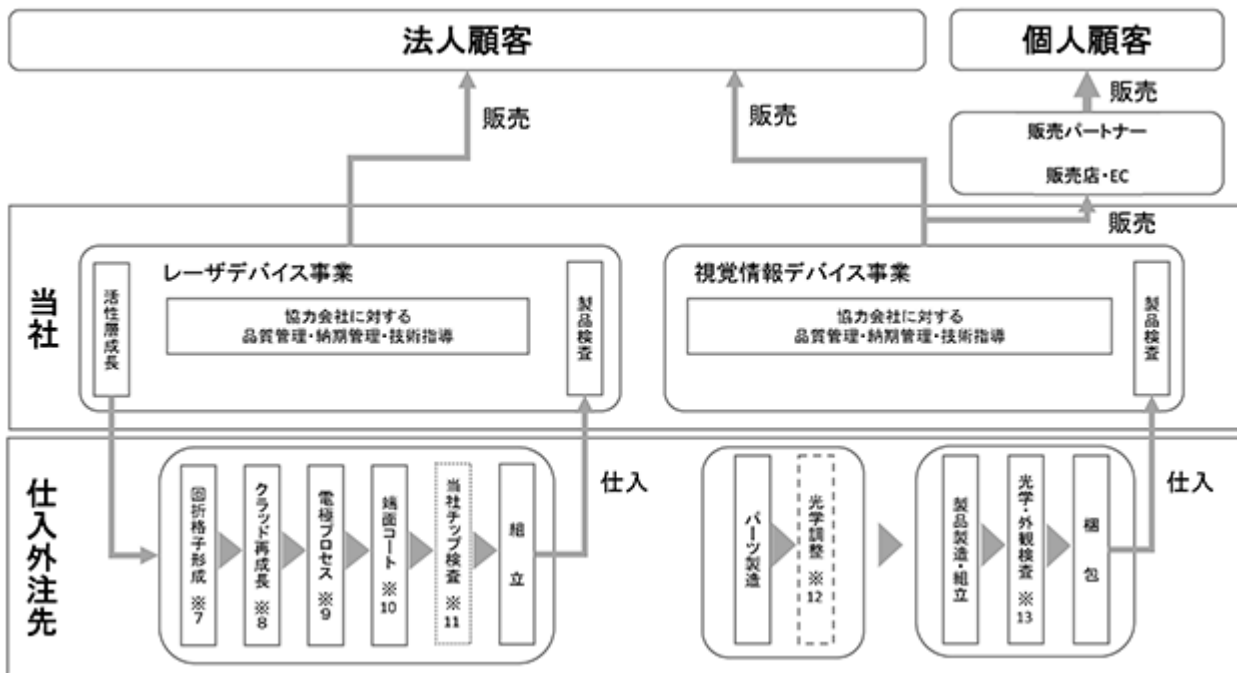 法人顧客
個人顧客
販売
販売
販売
販売パートナー
販売店・EC
販売
当社
レーザデバイス事業
活性層成長
協力会社に対する
品質管理・納期管理・技術指導
製品検査
視覚情報デバイス事業
協力会社に対する
品質管理・納期管理・技術指導
製品検査
仕入外注先
回折格子形成 ※7
クラッド再成長 ※8
電極プロセス ※9
端面コート ※10
当社チップ検査 ※11
組立
仕入
パーツ製造
光学調整 ※12
製品製造・組立
光学・外観検査 ※13
梱包
仕入